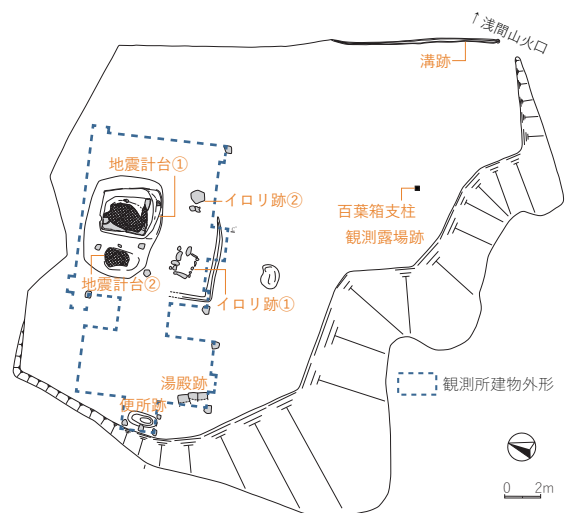 ↑浅間山火口
溝跡
地震計台①
イロリ跡②
百葉箱支柱
観測露場跡
地震計台②
イロリ跡①
湯殿跡
便所跡
観測所建物外形
0 2m